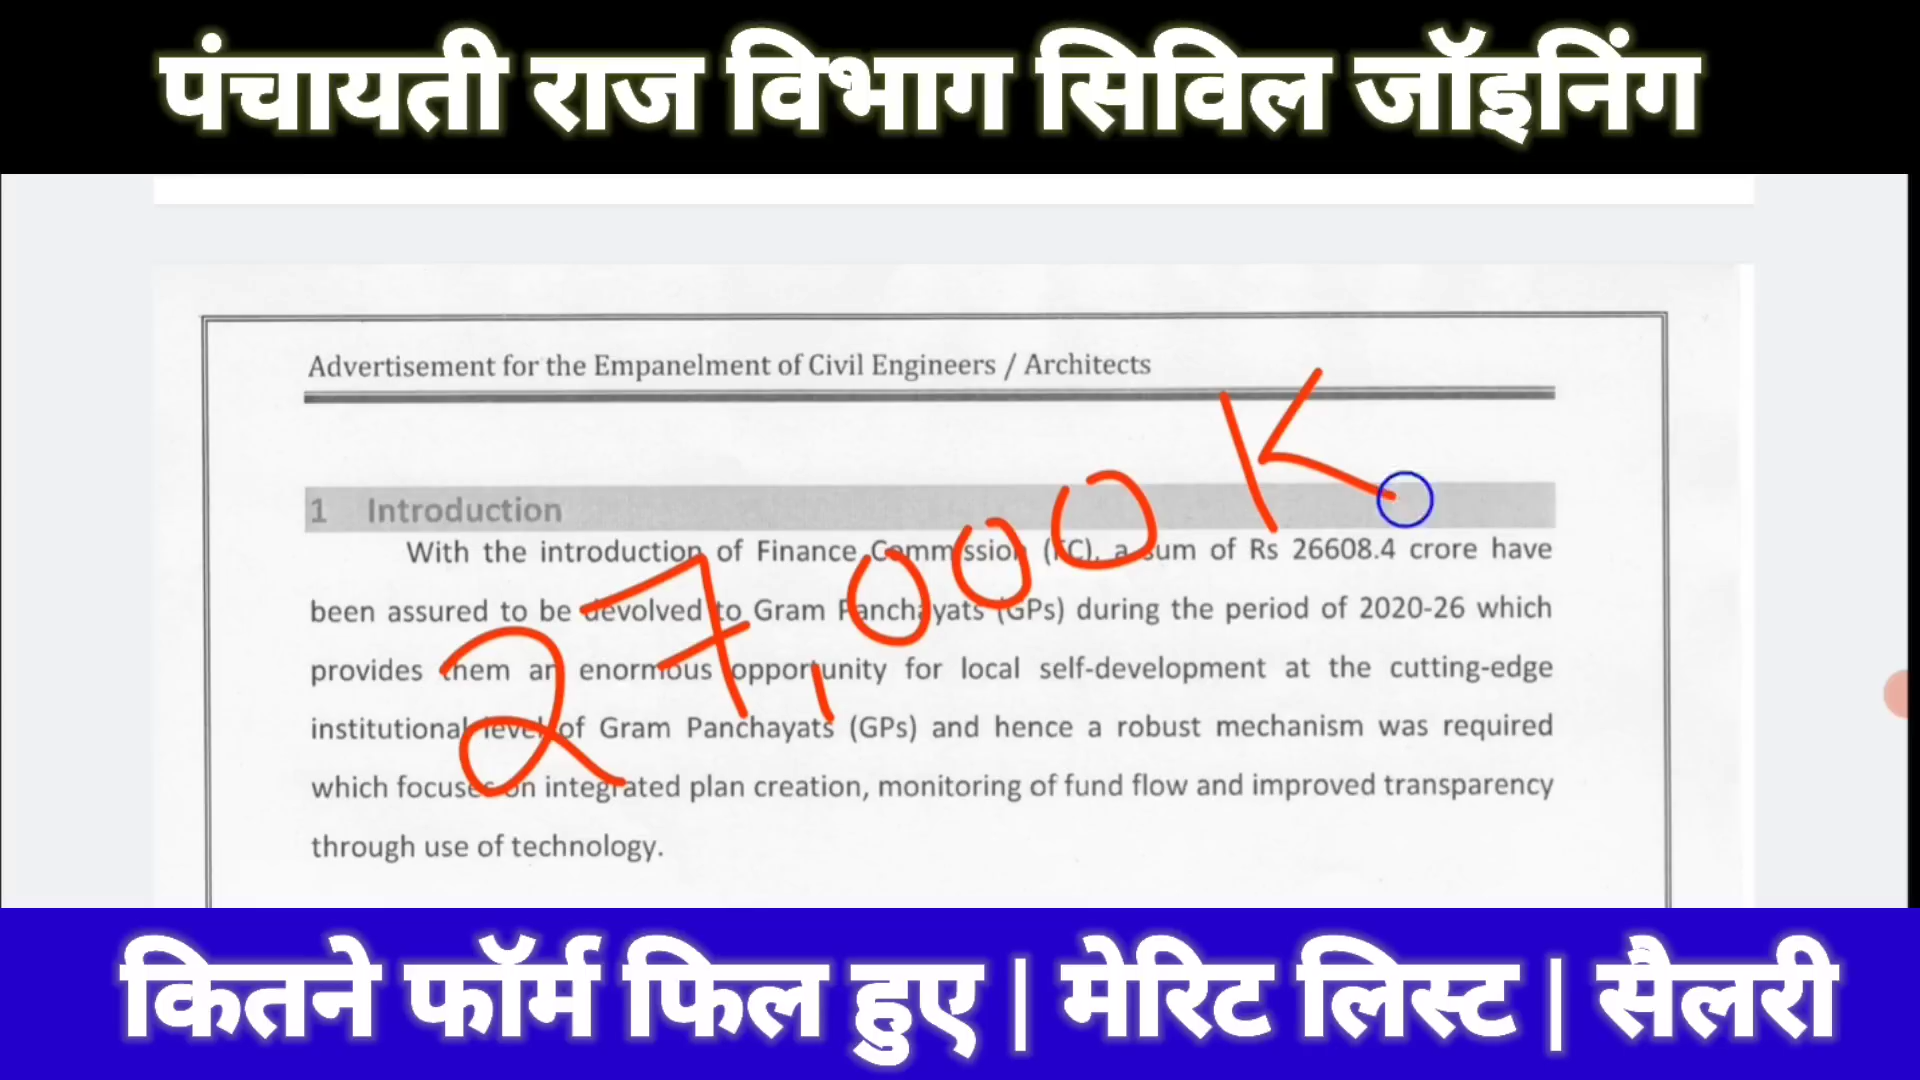 पंचायती राज विभाग सिविल जॉइनिंग
Advertisement for the Empanelment of Civil Engineers / Architects
1 Introduction
With the introduction of Finance Commission (FC), a sum of Rs 26608.4 crore have
been assured to be devolved to Gram Panchayats (GPs) during the period of 2020-26 which
provides them an enormous opportunity for local self-development at the cutting-edge
institutional level of Gram Panchayats (GPs) and hence a robust mechanism was required
which focuses on integrated plan creation, monitoring of fund flow and improved transparency
through use of technology.
27,000K
कितने फॉर्म फिल हुए | मेरिट लिस्ट | सैलरी